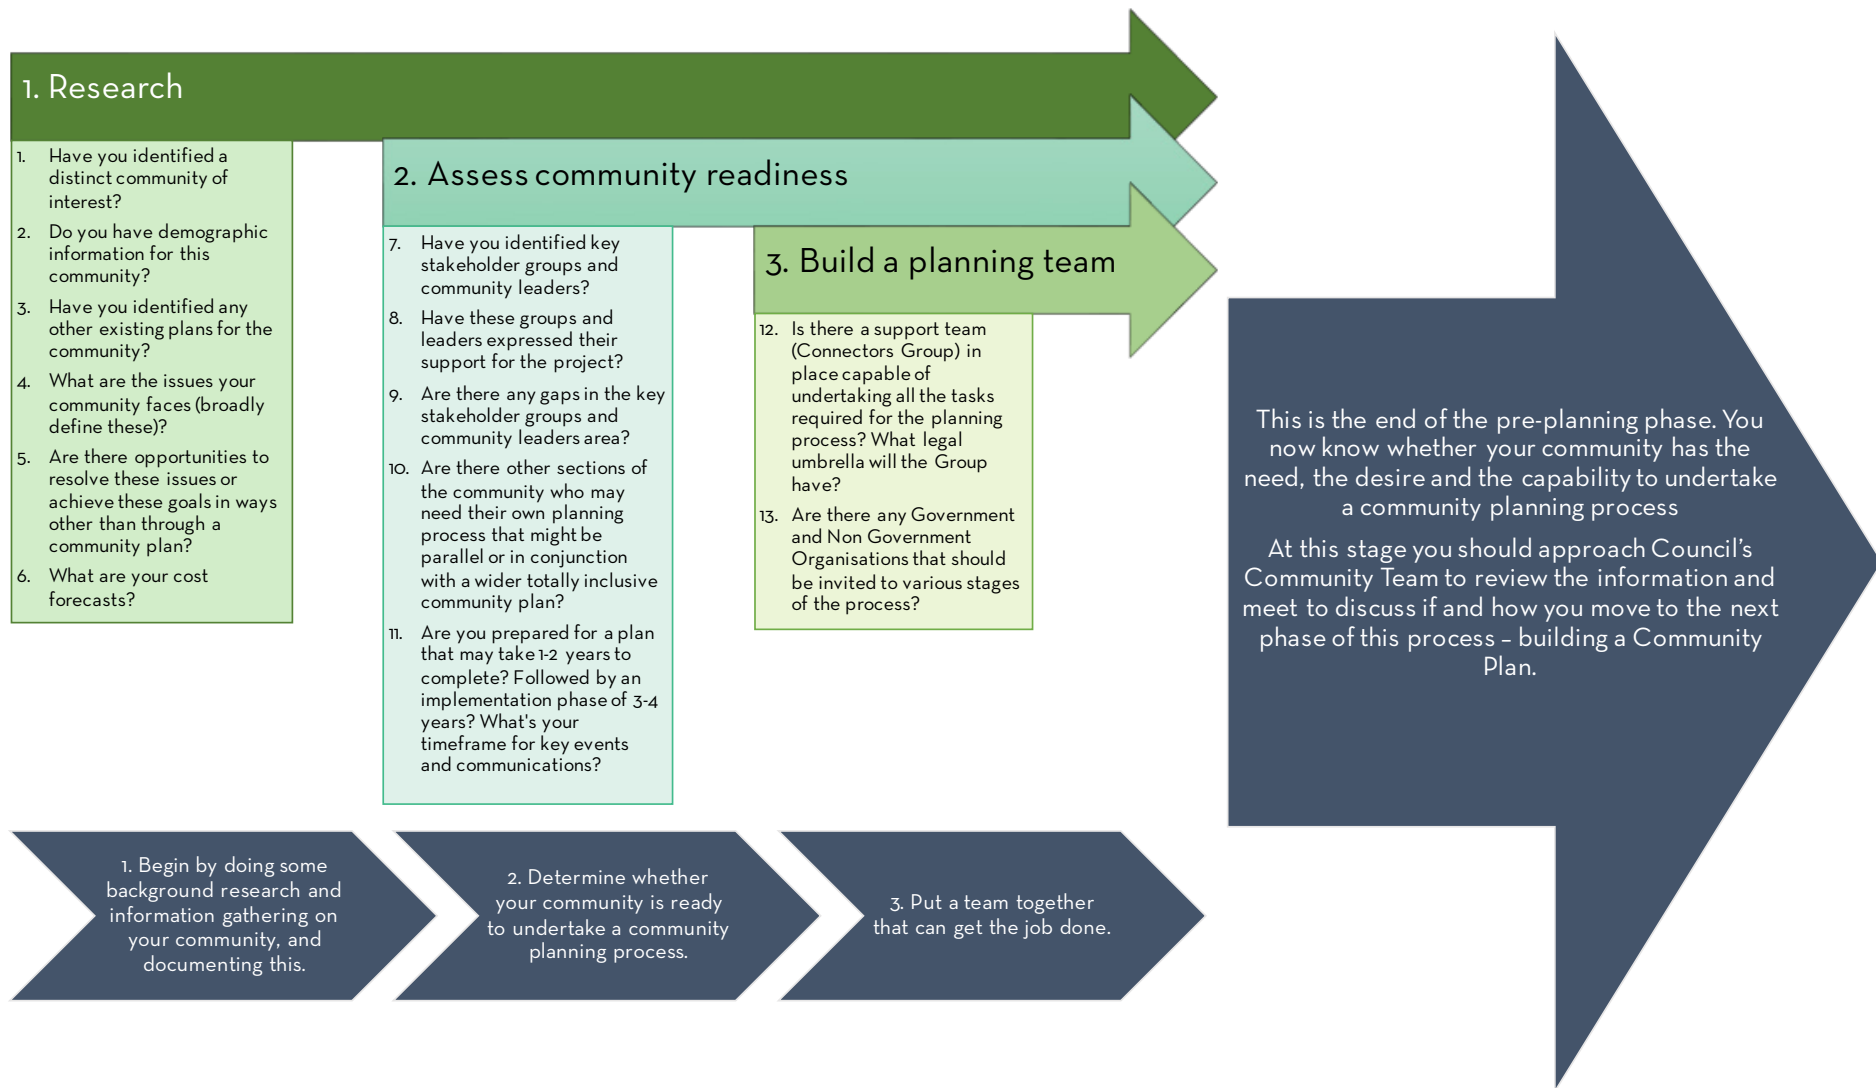 1. Research
1. Have you identified a
distinct community of
interest?
2. Do you have demographic
information for this
community?
3. Have you identified any
other existing plans for the
community?
4. What are the issues your
community faces (broadly
define these)?
5. Are there opportunities to
resolve these issues or
achieve these goals in ways
other than through a
community plan?
6. What are your cost
forecasts?
2. Assess community readiness
7. Have you identified key
stakeholder groups and
community leaders?
8. Have these groups and
leaders expressed their
support for the project?
9. Are there any gaps in the key
stakeholder groups and
community leaders area?
10. Are there other sections of
the community who may
need their own planning
process that might be
parallel or in conjunction
with a wider totally inclusive
community plan?
11. Are you prepared for a plan
that may take 1-2 years to
complete? Followed by an
implementation phase of 3-4
years? What's your
timeframe for key events
and communications?
3. Build a planning team
12. Is there a support team
(Connectors Group) in
place capable of
undertaking all the tasks
required for the planning
process? What legal
umbrella will the Group
have?
13. Are there any Government
and Non Government
Organisations that should
be invited to various stages
of the process?
This is the end of the pre-planning phase. You
now know whether your community has the
need, the desire and the capability to undertake
a community planning process
At this stage you should approach Council’s
Community Team to review the information and
meet to discuss if and how you move to the next
phase of this process – building a Community
Plan.
1. Begin by doing some
background research and
information gathering on
your community, and
documenting this.
2. Determine whether
your community is ready
to undertake a community
planning process.
3. Put a team together
that can get the job done.